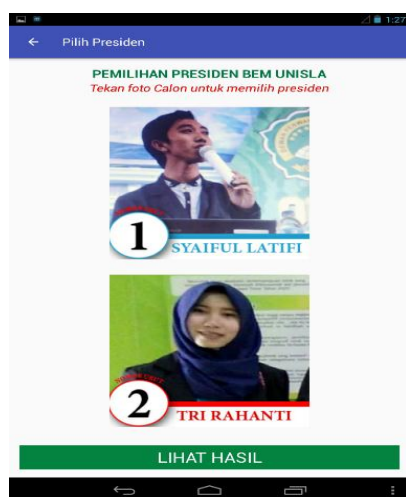 1:27
Pilih Presiden
PEMILIHAN PRESIDEN BEM UNISLA
Tekan foto Calon untuk memilih presiden
1
SYAIFUL LATIFI
2
TRI RAHANTI
LIHAT HASIL